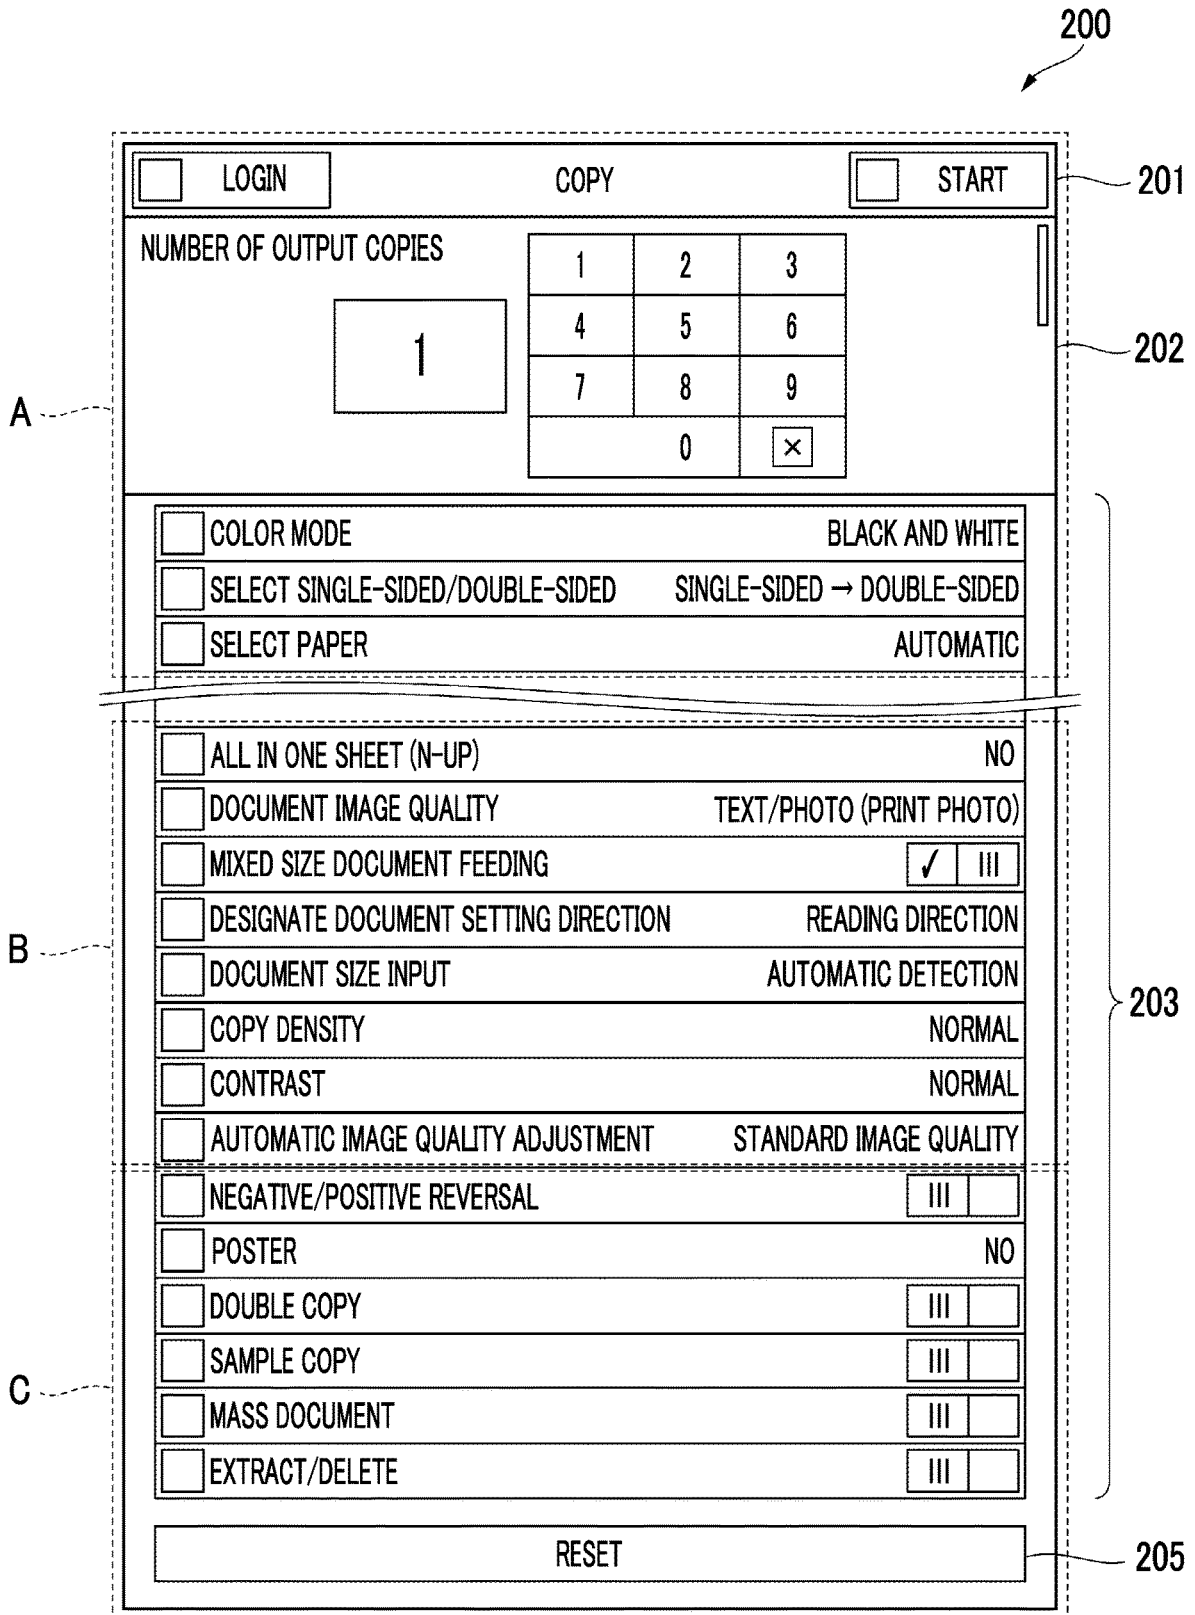 200
LOGIN COPY START 201
NUMBER OF OUTPUT COPIES
1 2 3
4 5 6
1
202
7 8 9
A
0 ×
COLOR MODE BLACK AND WHITE
SELECT SINGLE-SIDED/DOUBLE-SIDED SINGLE-SIDED → DOUBLE-SIDED
SELECT PAPER AUTOMATIC
ALL IN ONE SHEET (N-UP) NO
DOCUMENT IMAGE QUALITY TEXT/PHOTO (PRINT PHOTO)
MIXED SIZE DOCUMENT FEEDING ✓ III
DESIGNATE DOCUMENT SETTING DIRECTION READING DIRECTION
B
DOCUMENT SIZE INPUT AUTOMATIC DETECTION
203
COPY DENSITY NORMAL
CONTRAST NORMAL
AUTOMATIC IMAGE QUALITY ADJUSTMENT STANDARD IMAGE QUALITY
NEGATIVE/POSITIVE REVERSAL III
POSTER NO
DOUBLE COPY III
SAMPLE COPY III
C
MASS DOCUMENT III
EXTRACT/DELETE III
RESET 205